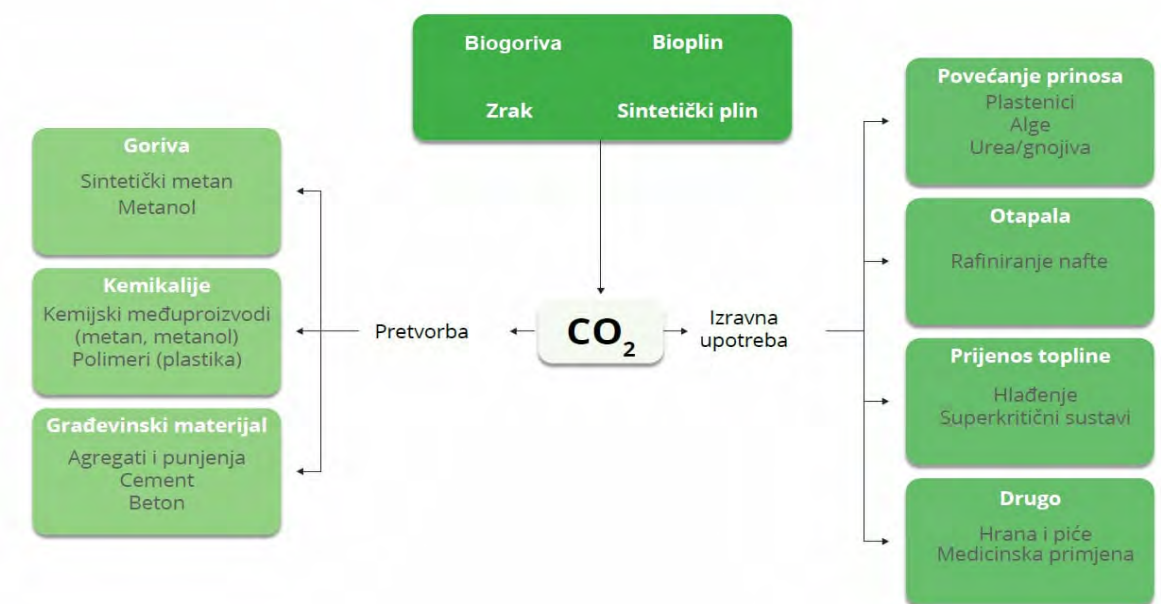 Biogoriva
Bioplin
Zrak
Sintetički plin
Goriva
Sintetički metan
Metanol
Kemikalije
Kemijski međuproizvodi
(metan, metanol)
Polimeri (plastika)
Građevinski materijal
Agregati i punjenja
Cement
Beton
Pretvorba
CO₂
Izravna
upotreba
Povećanje prinosa
Plastenici
Alge
Urea/gnojiva
Otapala
Rafiniranje nafte
Prijenos topline
Hlađenje
Superkritični sustavi
Drugo
Hrana i piće
Medicinska primjena